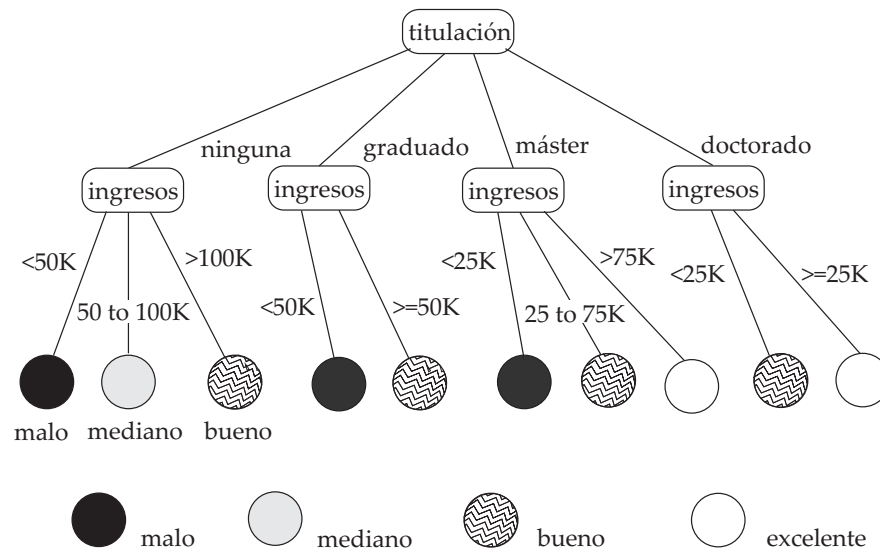 titulación
ninguna graduado máster doctorado
ingresos ingresos ingresos ingresos
<50K >100K <25K >75K <25K >=25K
50 to 100K <50K >=50K 25 to 75K
malo mediano bueno
malo mediano bueno excelente